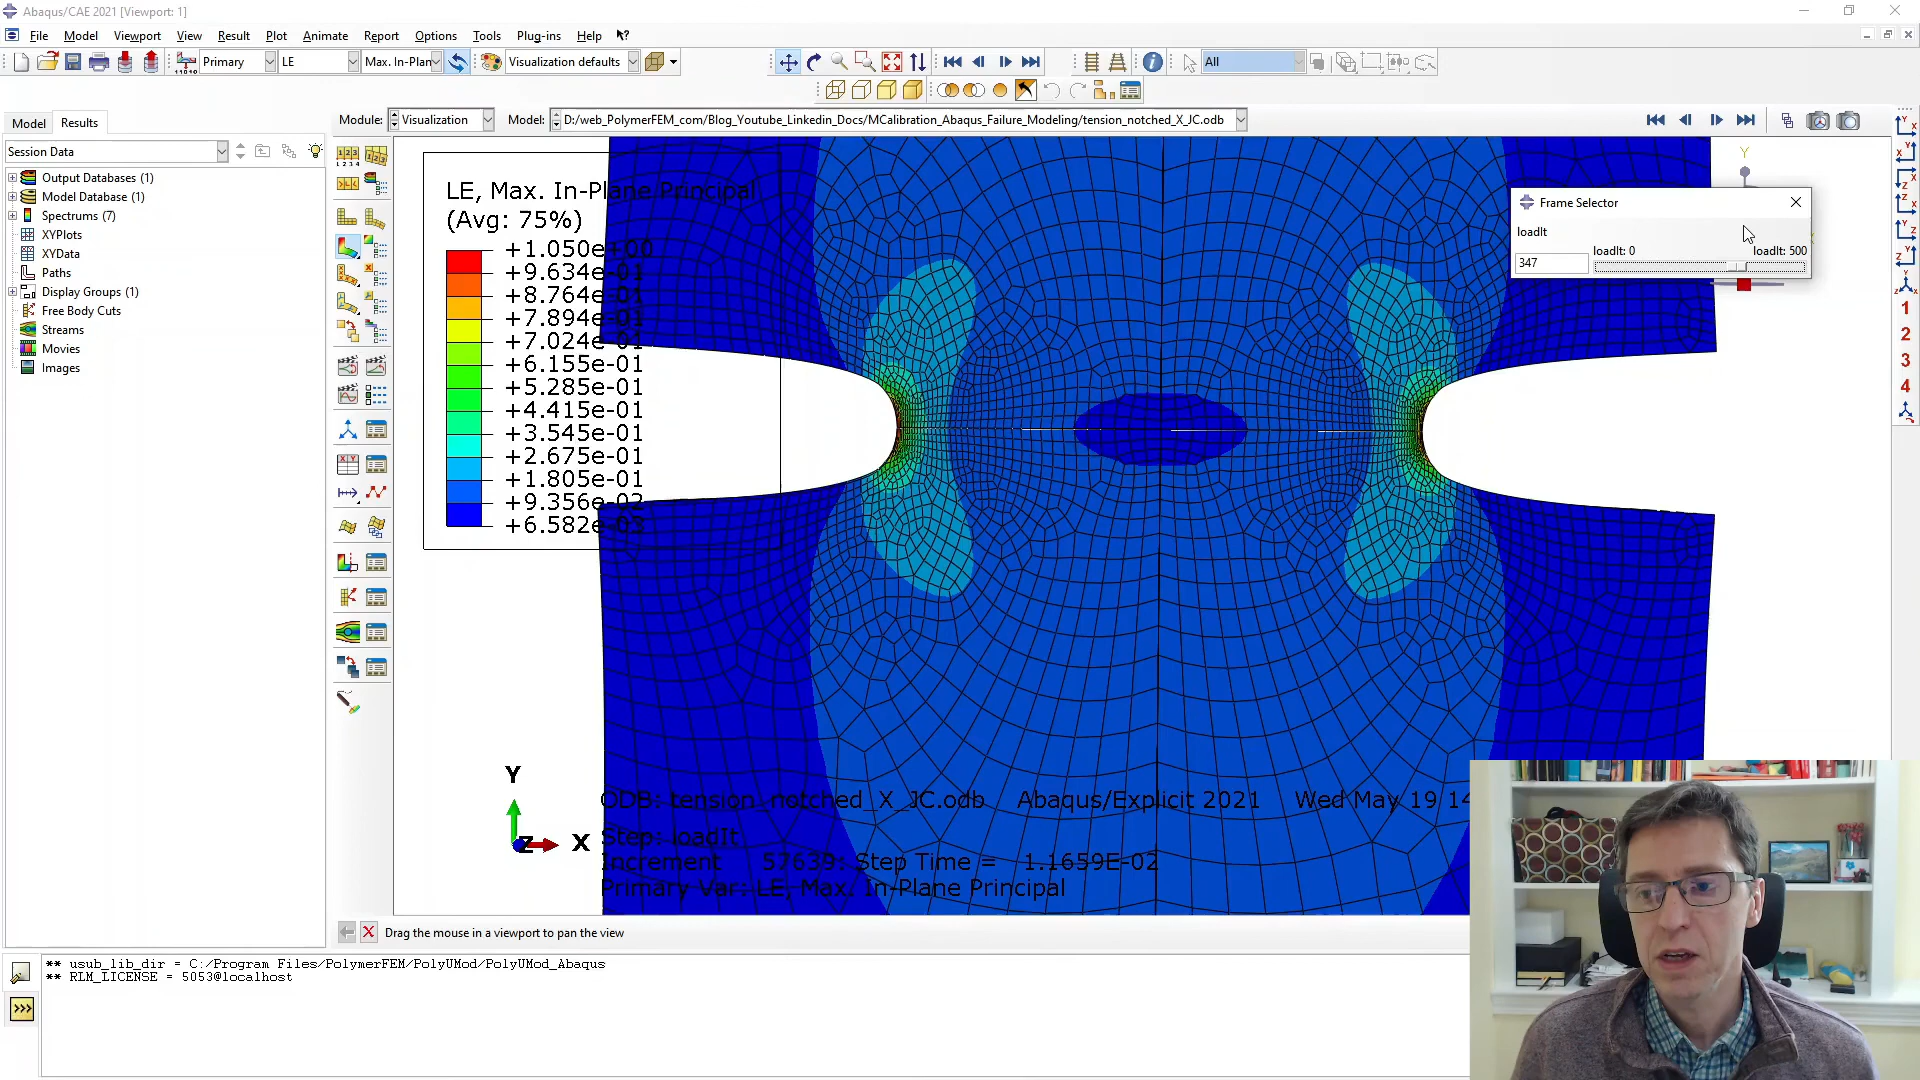 Abaqus/CAE 2021 [Viewport: 1]
File Model Viewport View Result Plot Animate Report Options Tools Plug-ins Help
Primary LE Max. In-Plan Visualization defaults All
Model Results
Module: Visualization Model: D:/web_PolymerFEM_com/Blog_Youtube_Linkedin_Docs/MCalibration_Abaqus_Failure_Modeling/tension_notched_X_JC.odb
Session Data
Output Databases (1)
Model Database (1)
Spectrums (7)
XYPlots
XYData
Paths
Display Groups (1)
Free Body Cuts
Streams
Movies
Images
LE, Max. In-Plane Principal
(Avg: 75%)
+1.050e+00
+9.634e-01
+8.764e-01
+7.894e-01
+7.024e-01
+6.155e-01
+5.285e-01
+4.415e-01
+3.545e-01
+2.675e-01
+1.805e-01
+9.356e-02
+6.582e-03
Frame Selector
loadIt
loadIt: 0 loadIt: 500
347
1
2
3
4
Y
Z X
ODB: tension_notched_X_JC.odb Abaqus/Explicit 2021 Wed May 19 14
Step: loadIt
Increment 57639: Step Time = 1.1659E-02
Primary Var: LE, Max. In-Plane Principal
Drag the mouse in a viewport to pan the view
** usub_lib_dir = C:/Program Files/PolymerFEM/PolyUMod/PolyUMod_Abaqus
** RLM_LICENSE = 5053@localhost
>>>